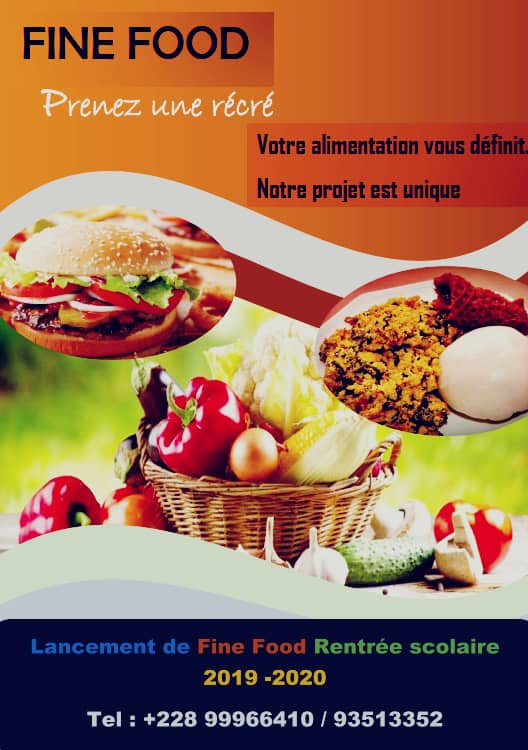 FINE FOOD
Prenez une récré
Votre alimentation vous définit.
Notre projet est unique
Lancement de Fine Food Rentrée scolaire
2019 -2020
Tel : +228 99966410 / 93513352